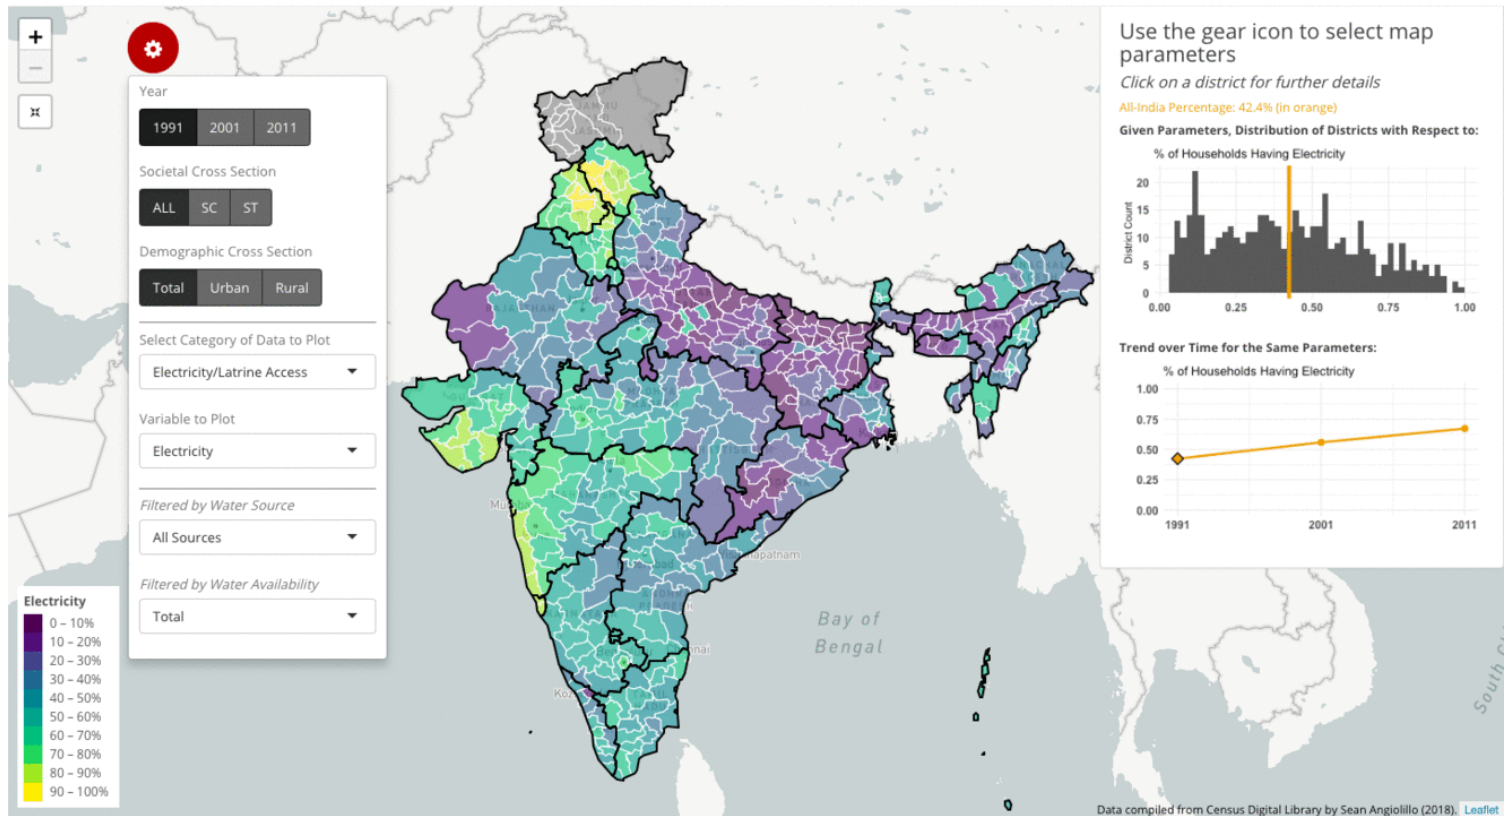 +
−
Year
1991 2001 2011
Societal Cross Section
ALL SC ST
Demographic Cross Section
Total Urban Rural
Select Category of Data to Plot
Electricity/Latrine Access
Variable to Plot
Electricity
Filtered by Water Source
All Sources
Filtered by Water Availability
Total
Electricity
0 – 10%
10 – 20%
20 – 30%
30 – 40%
40 – 50%
50 – 60%
60 – 70%
70 – 80%
80 – 90%
90 – 100%
Bay of
Bengal
Use the gear icon to select map
parameters
Click on a district for further details
All-India Percentage: 42.4% (in orange)
Given Parameters, Distribution of Districts with Respect to:
% of Households Having Electricity
District Count
20
15
10
5
0
0.00 0.25 0.50 0.75 1.00
Trend over Time for the Same Parameters:
% of Households Having Electricity
1.00
0.75
0.50
0.25
0.00
1991 2001 2011
Data compiled from Census Digital Library by Sean Angiolillo (2018). Leaflet